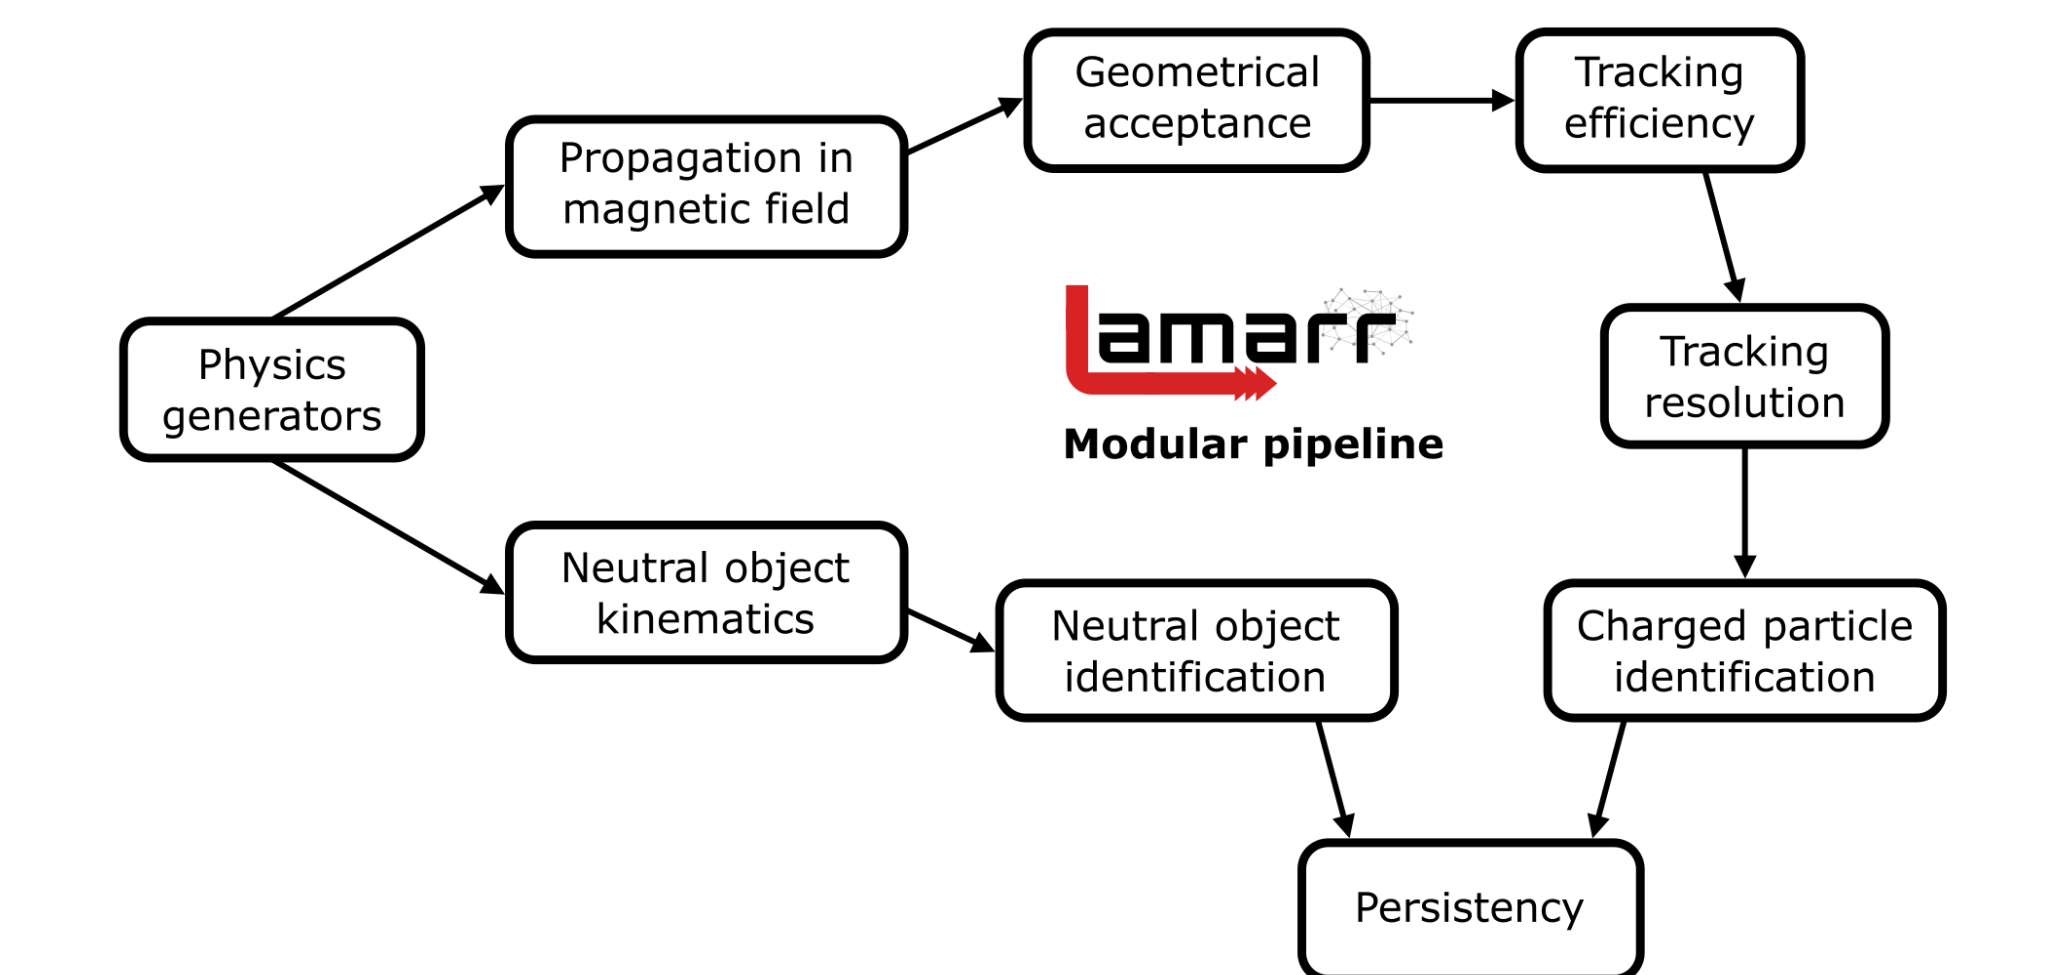 Geometrical
acceptance
Tracking
efficiency
Propagation in
magnetic field
Physics
generators
Lamarr
Modular pipeline
Tracking
resolution
Neutral object
kinematics
Neutral object
identification
Charged particle
identification
Persistency